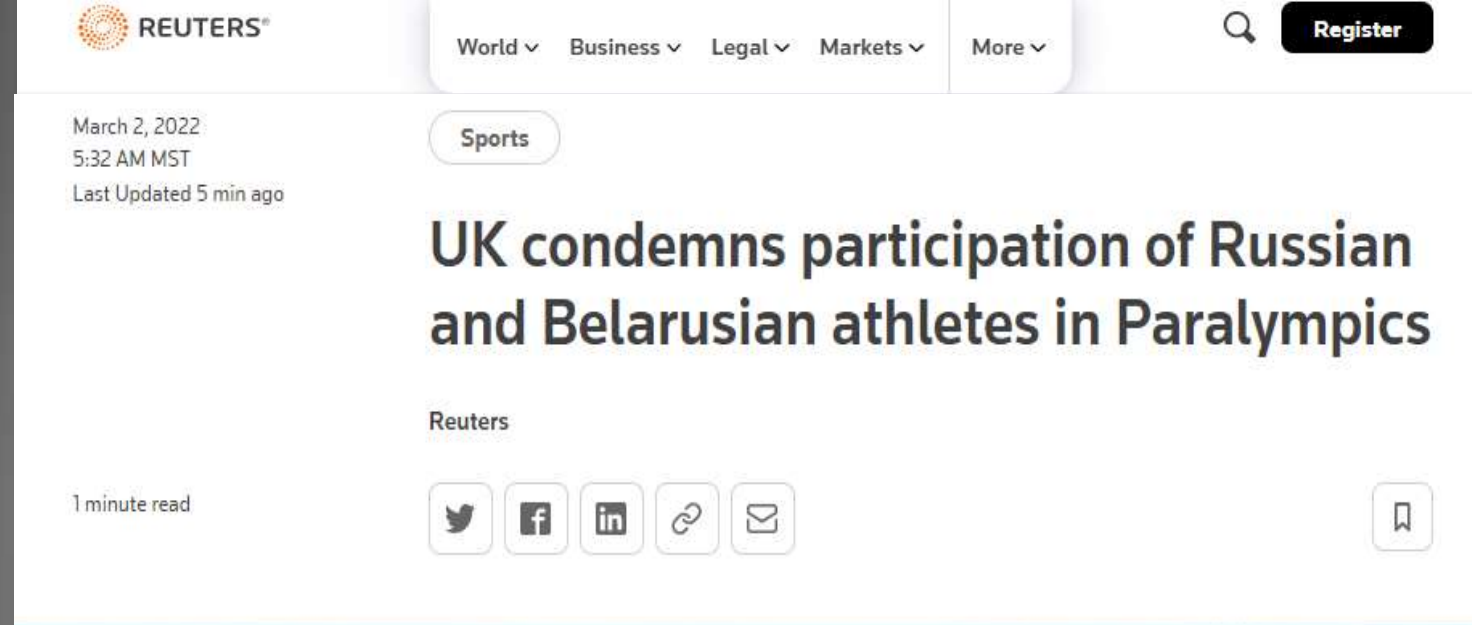 REUTERS®
World Business Legal Markets More
Register
March 2, 2022
5:32 AM MST
Last Updated 5 min ago
Sports
UK condemns participation of Russian
and Belarusian athletes in Paralympics
Reuters
1 minute read